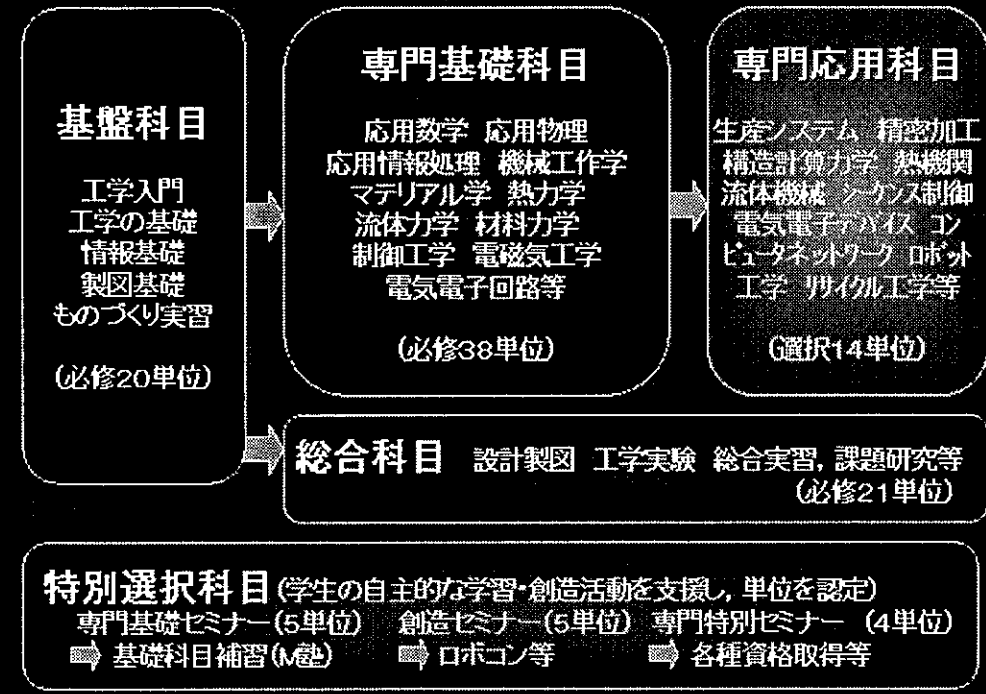 基盤科目
工学入門
工学の基礎
情報基礎
製図基礎
ものづくり実習
(必修20単位)
専門基礎科目
応用数学 応用物理
応用情報処理 機械工作学
マテリアル学 熱力学
流体力学 材料力学
制御工学 電磁気工学
電気電子回路等
(必修38単位)
専門応用科目
生産システム 精密加工
構造計算力学 熱機関
流体機械 シーケンス制御
電気電子デバイス コン
ピュータネットワーク ロボット
工学 リサイクル工学等
(選択14単位)
総合科目 設計製図 工学実験 総合実習, 課題研究等
(必修21単位)
特別選択科目(学生の自主的な学習・創造活動を支援し, 単位を認定)
専門基礎セミナー(5単位) 創造セミナー(5単位) 専門特別セミナー (4単位)
⇒ 基礎科目補習(M塾) ⇒ ロボコン等 ⇒ 各種資格取得等